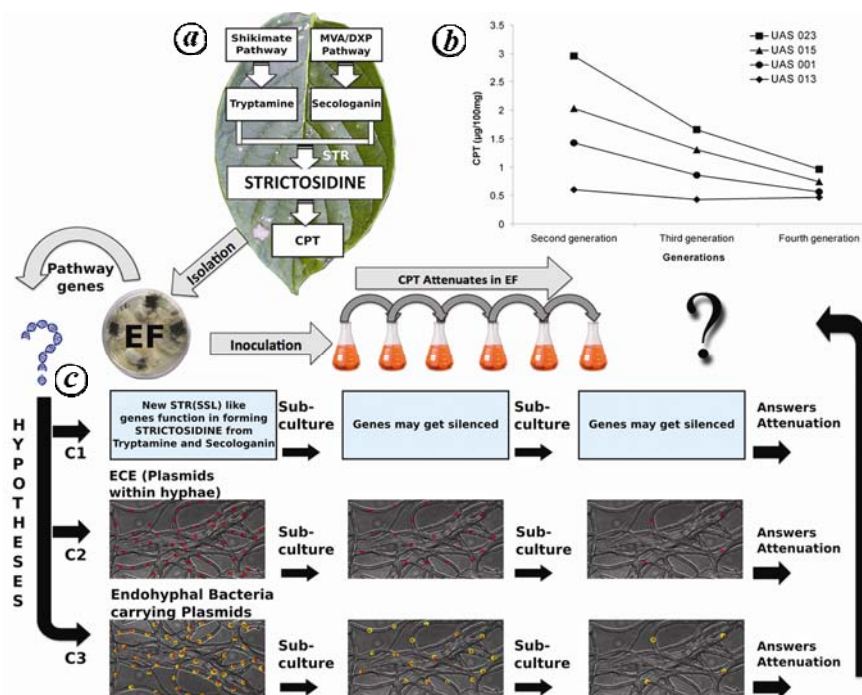 a
Shikimate
Pathway
MVA/DXP
Pathway
Tryptamine
Secologanin
STR
STRICTOSIDINE
CPT
b
UAS 023
UAS 015
UAS 001
UAS 013
CPT (µg/100mg)
3.5
3
2.5
2
1.5
1
0.5
0
Second generation
Third generation
Fourth generation
Generations
Isolation
Pathway
genes
EF
Inoculation
CPT Attenuates in EF
?
?
c
HYPOTHESES
C1
New STR(SSL) like
genes function in forming
STRICTOSIDINE from
Tryptamine and Secologanin
Sub-
culture
Genes may get silenced
Sub-
culture
Genes may get silenced
Answers
Attenuation
ECE (Plasmids
within hyphae)
C2
Sub-
culture
Sub-
culture
Answers
Attenuation
Endohyphal Bacteria
carrying Plasmids
C3
Sub-
culture
Sub-
culture
Answers
Attenuation